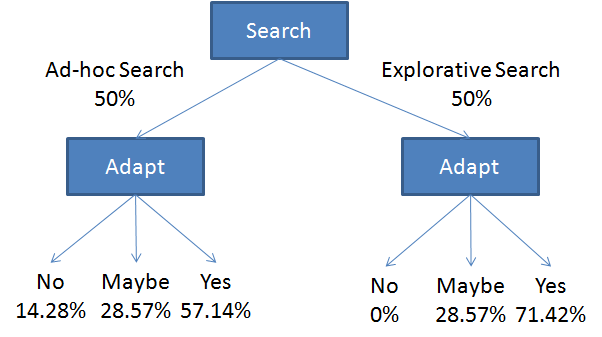 Search
Ad-hoc Search
50%
Explorative Search
50%
Adapt
Adapt
No
14.28%
Maybe
28.57%
Yes
57.14%
No
0%
Maybe
28.57%
Yes
71.42%